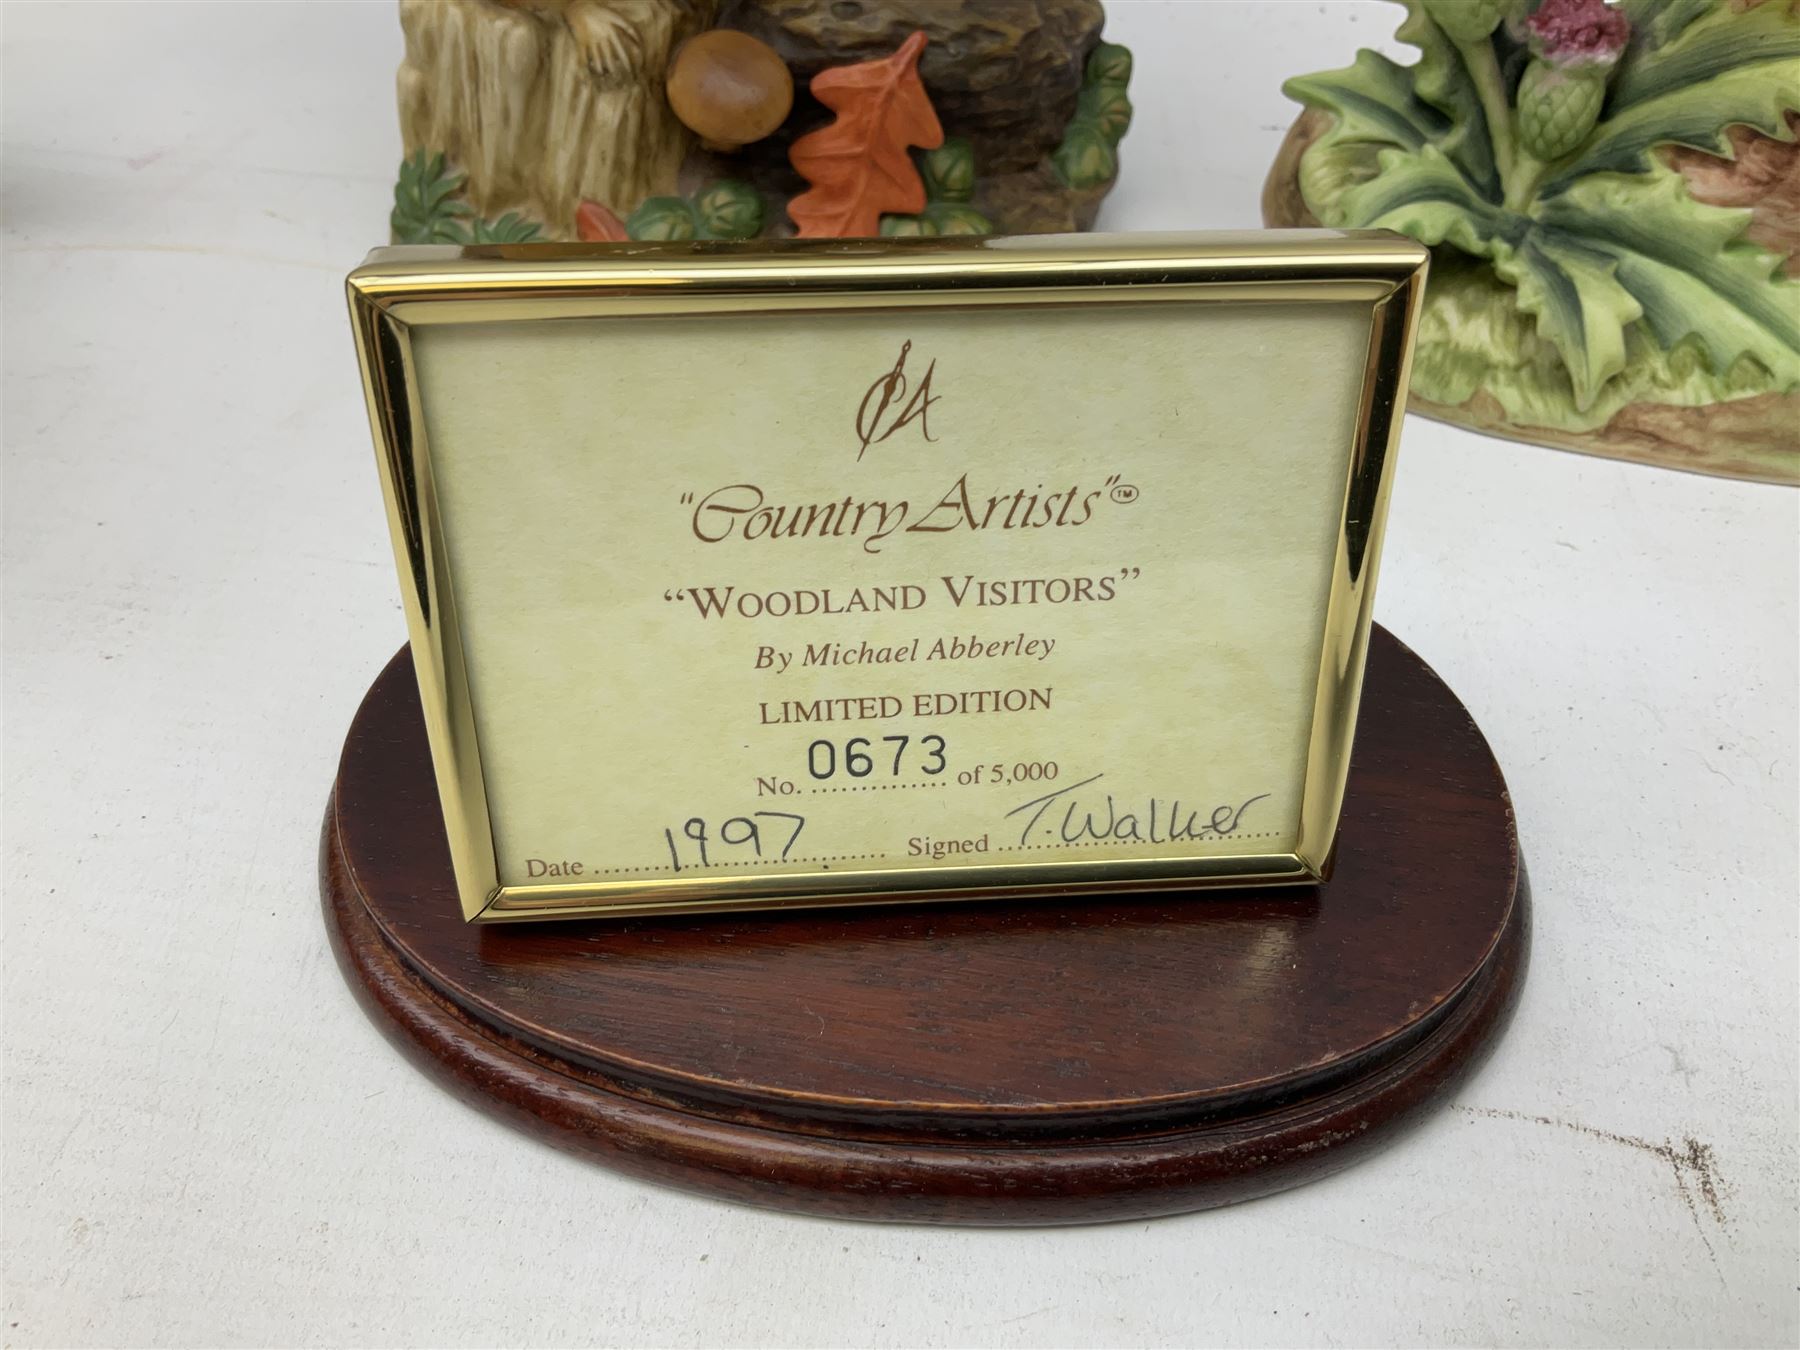 CA
"Country Artists"™
"WOODLAND VISITORS"
By Michael Abberley
LIMITED EDITION
No. 0673 of 5,000
Date 1997 Signed T. Walker